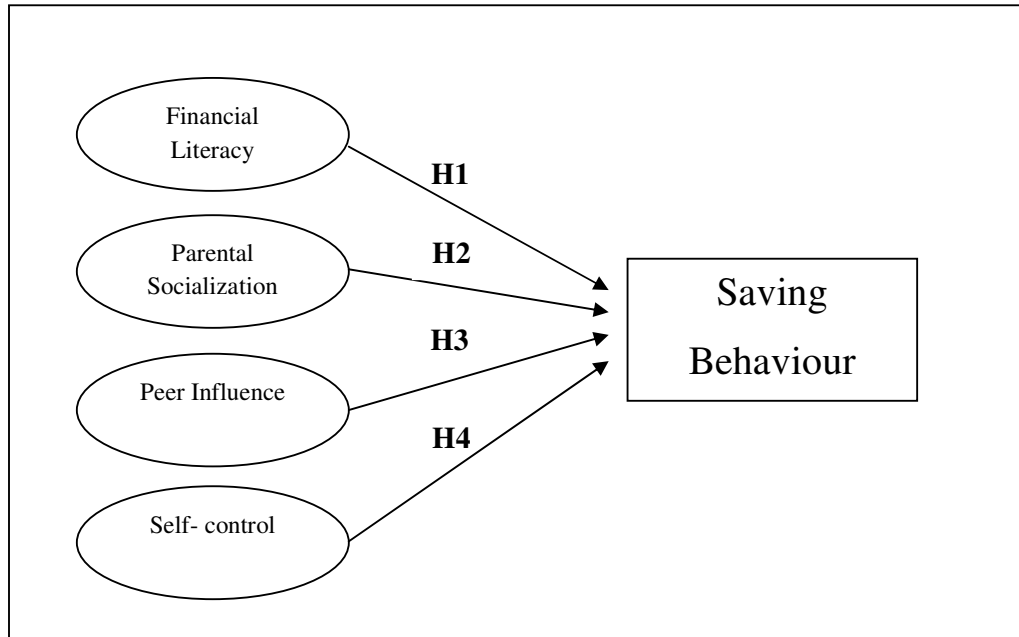 Financial
Literacy
H1
Parental
Socialization
H2
Saving
Behaviour
H3
Peer Influence
H4
Self- control